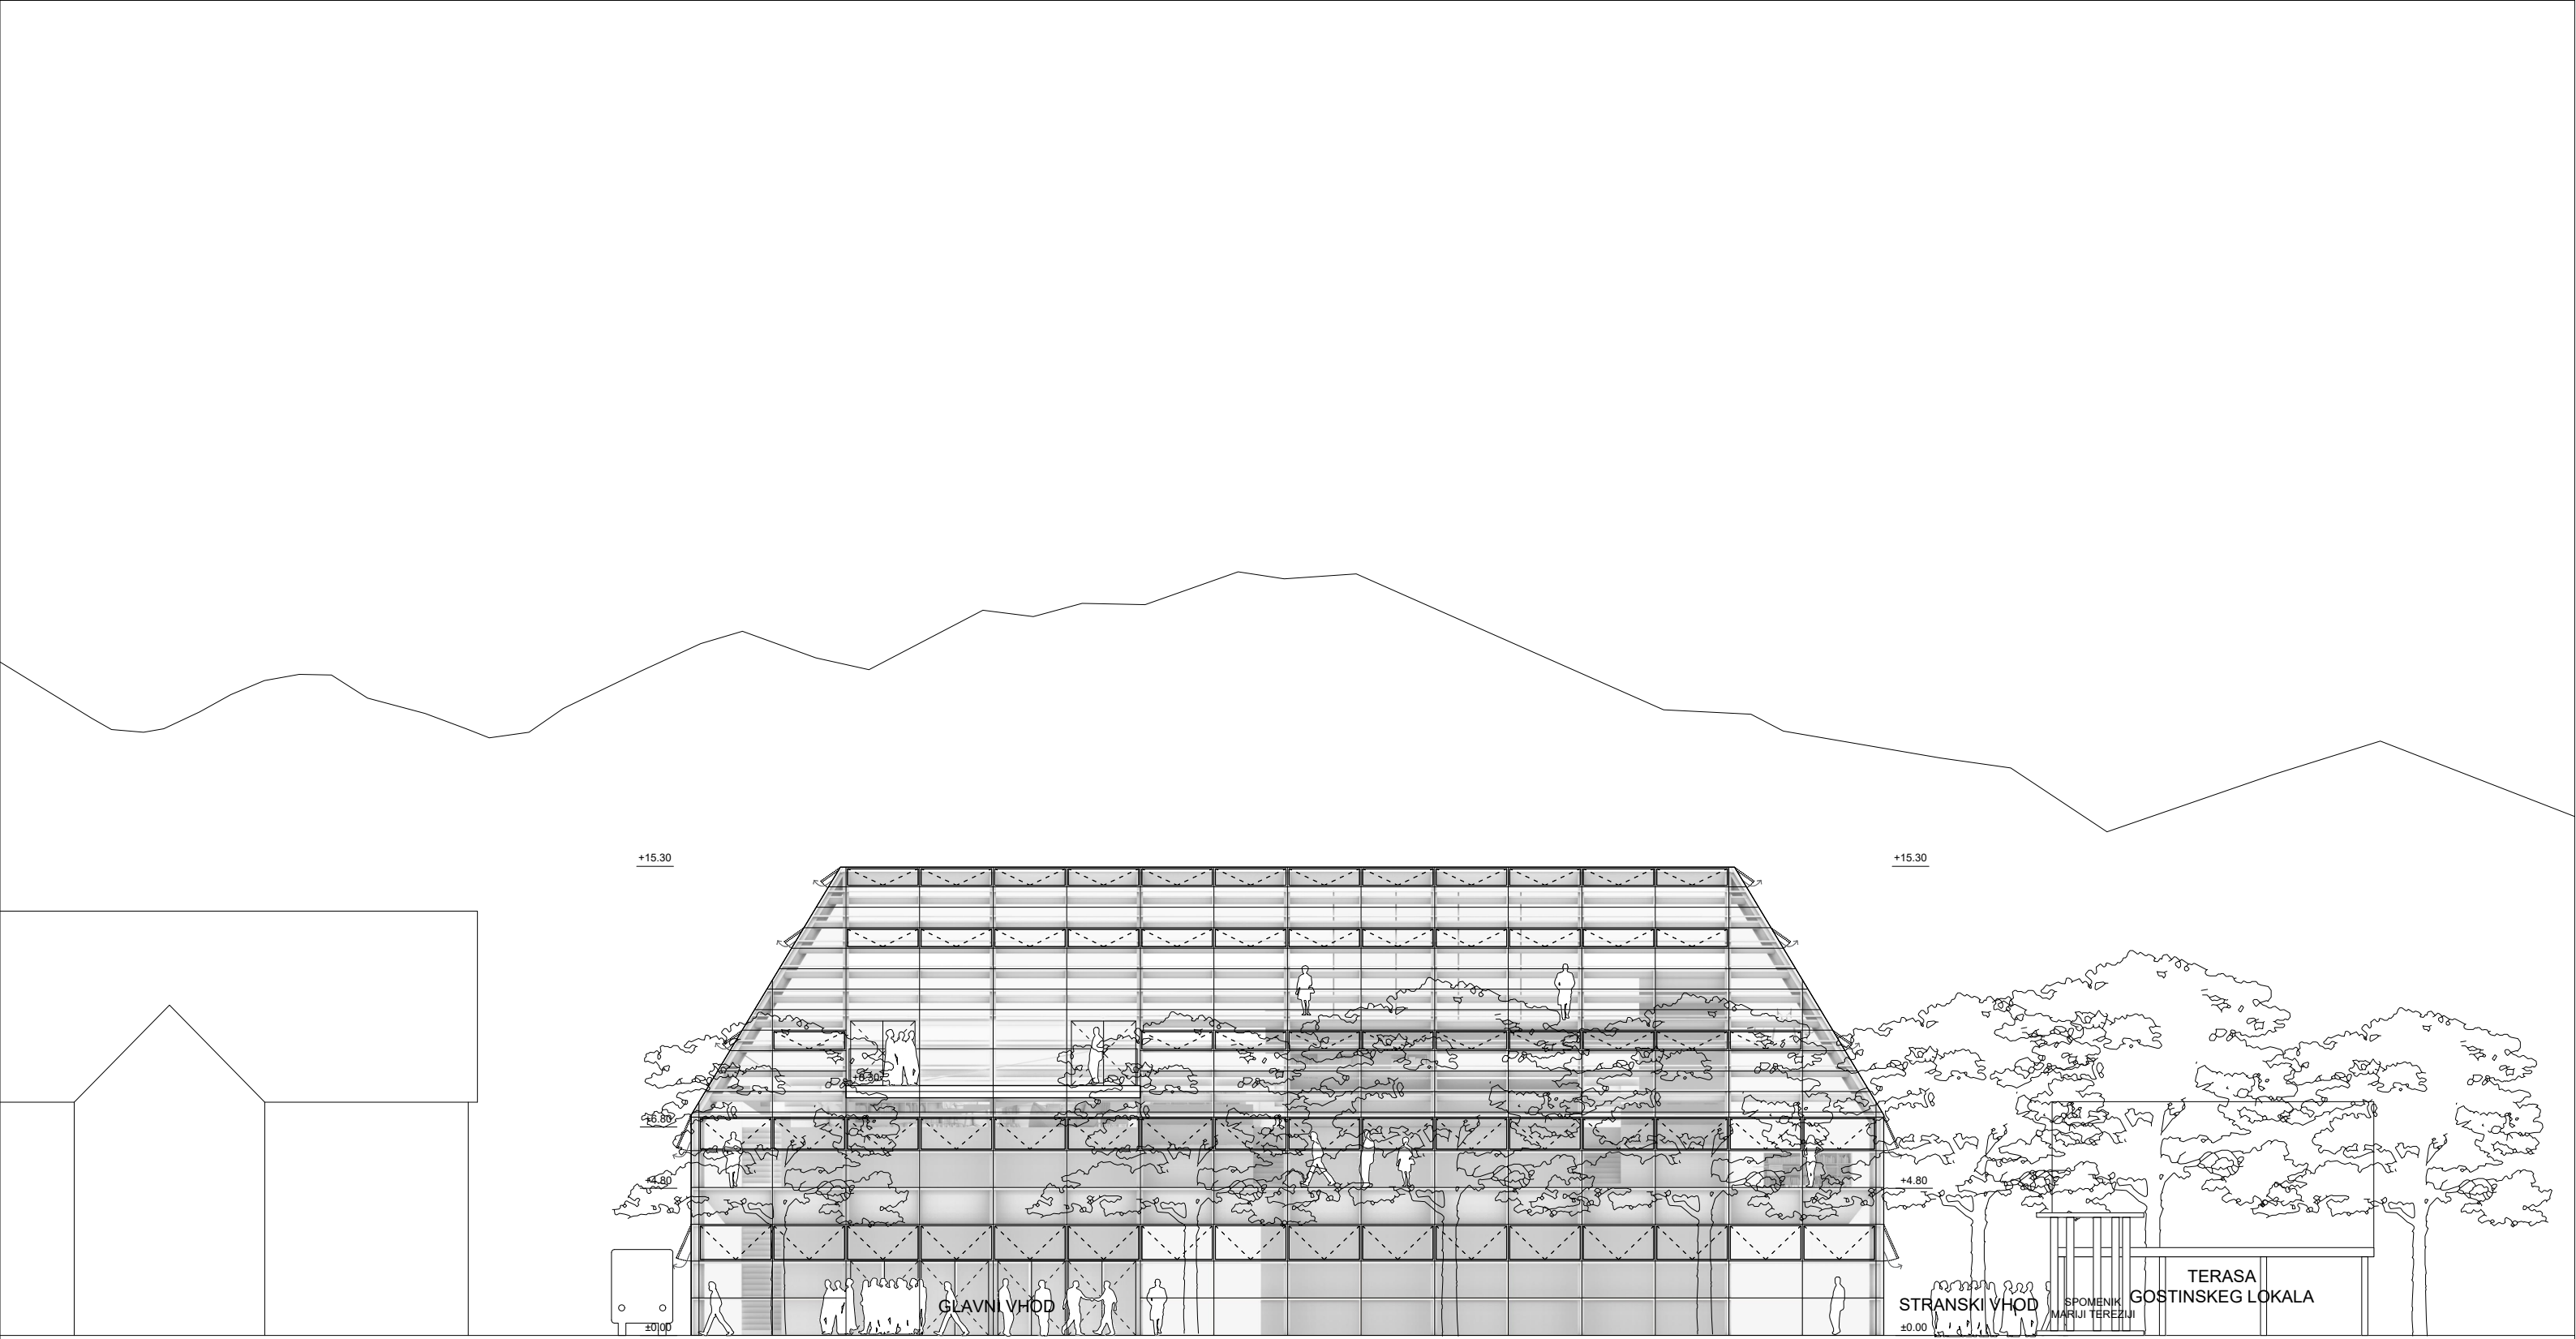 +15.30
+15.30
+8.30
+6.80
+4.80
+4.80
TERASA
GOSTINSKEG LOKALA
GLAVNI VHOD
STRANSKI VHOD
SPOMENIK
MARIJI TEREZIJI
±0.00
±0.00